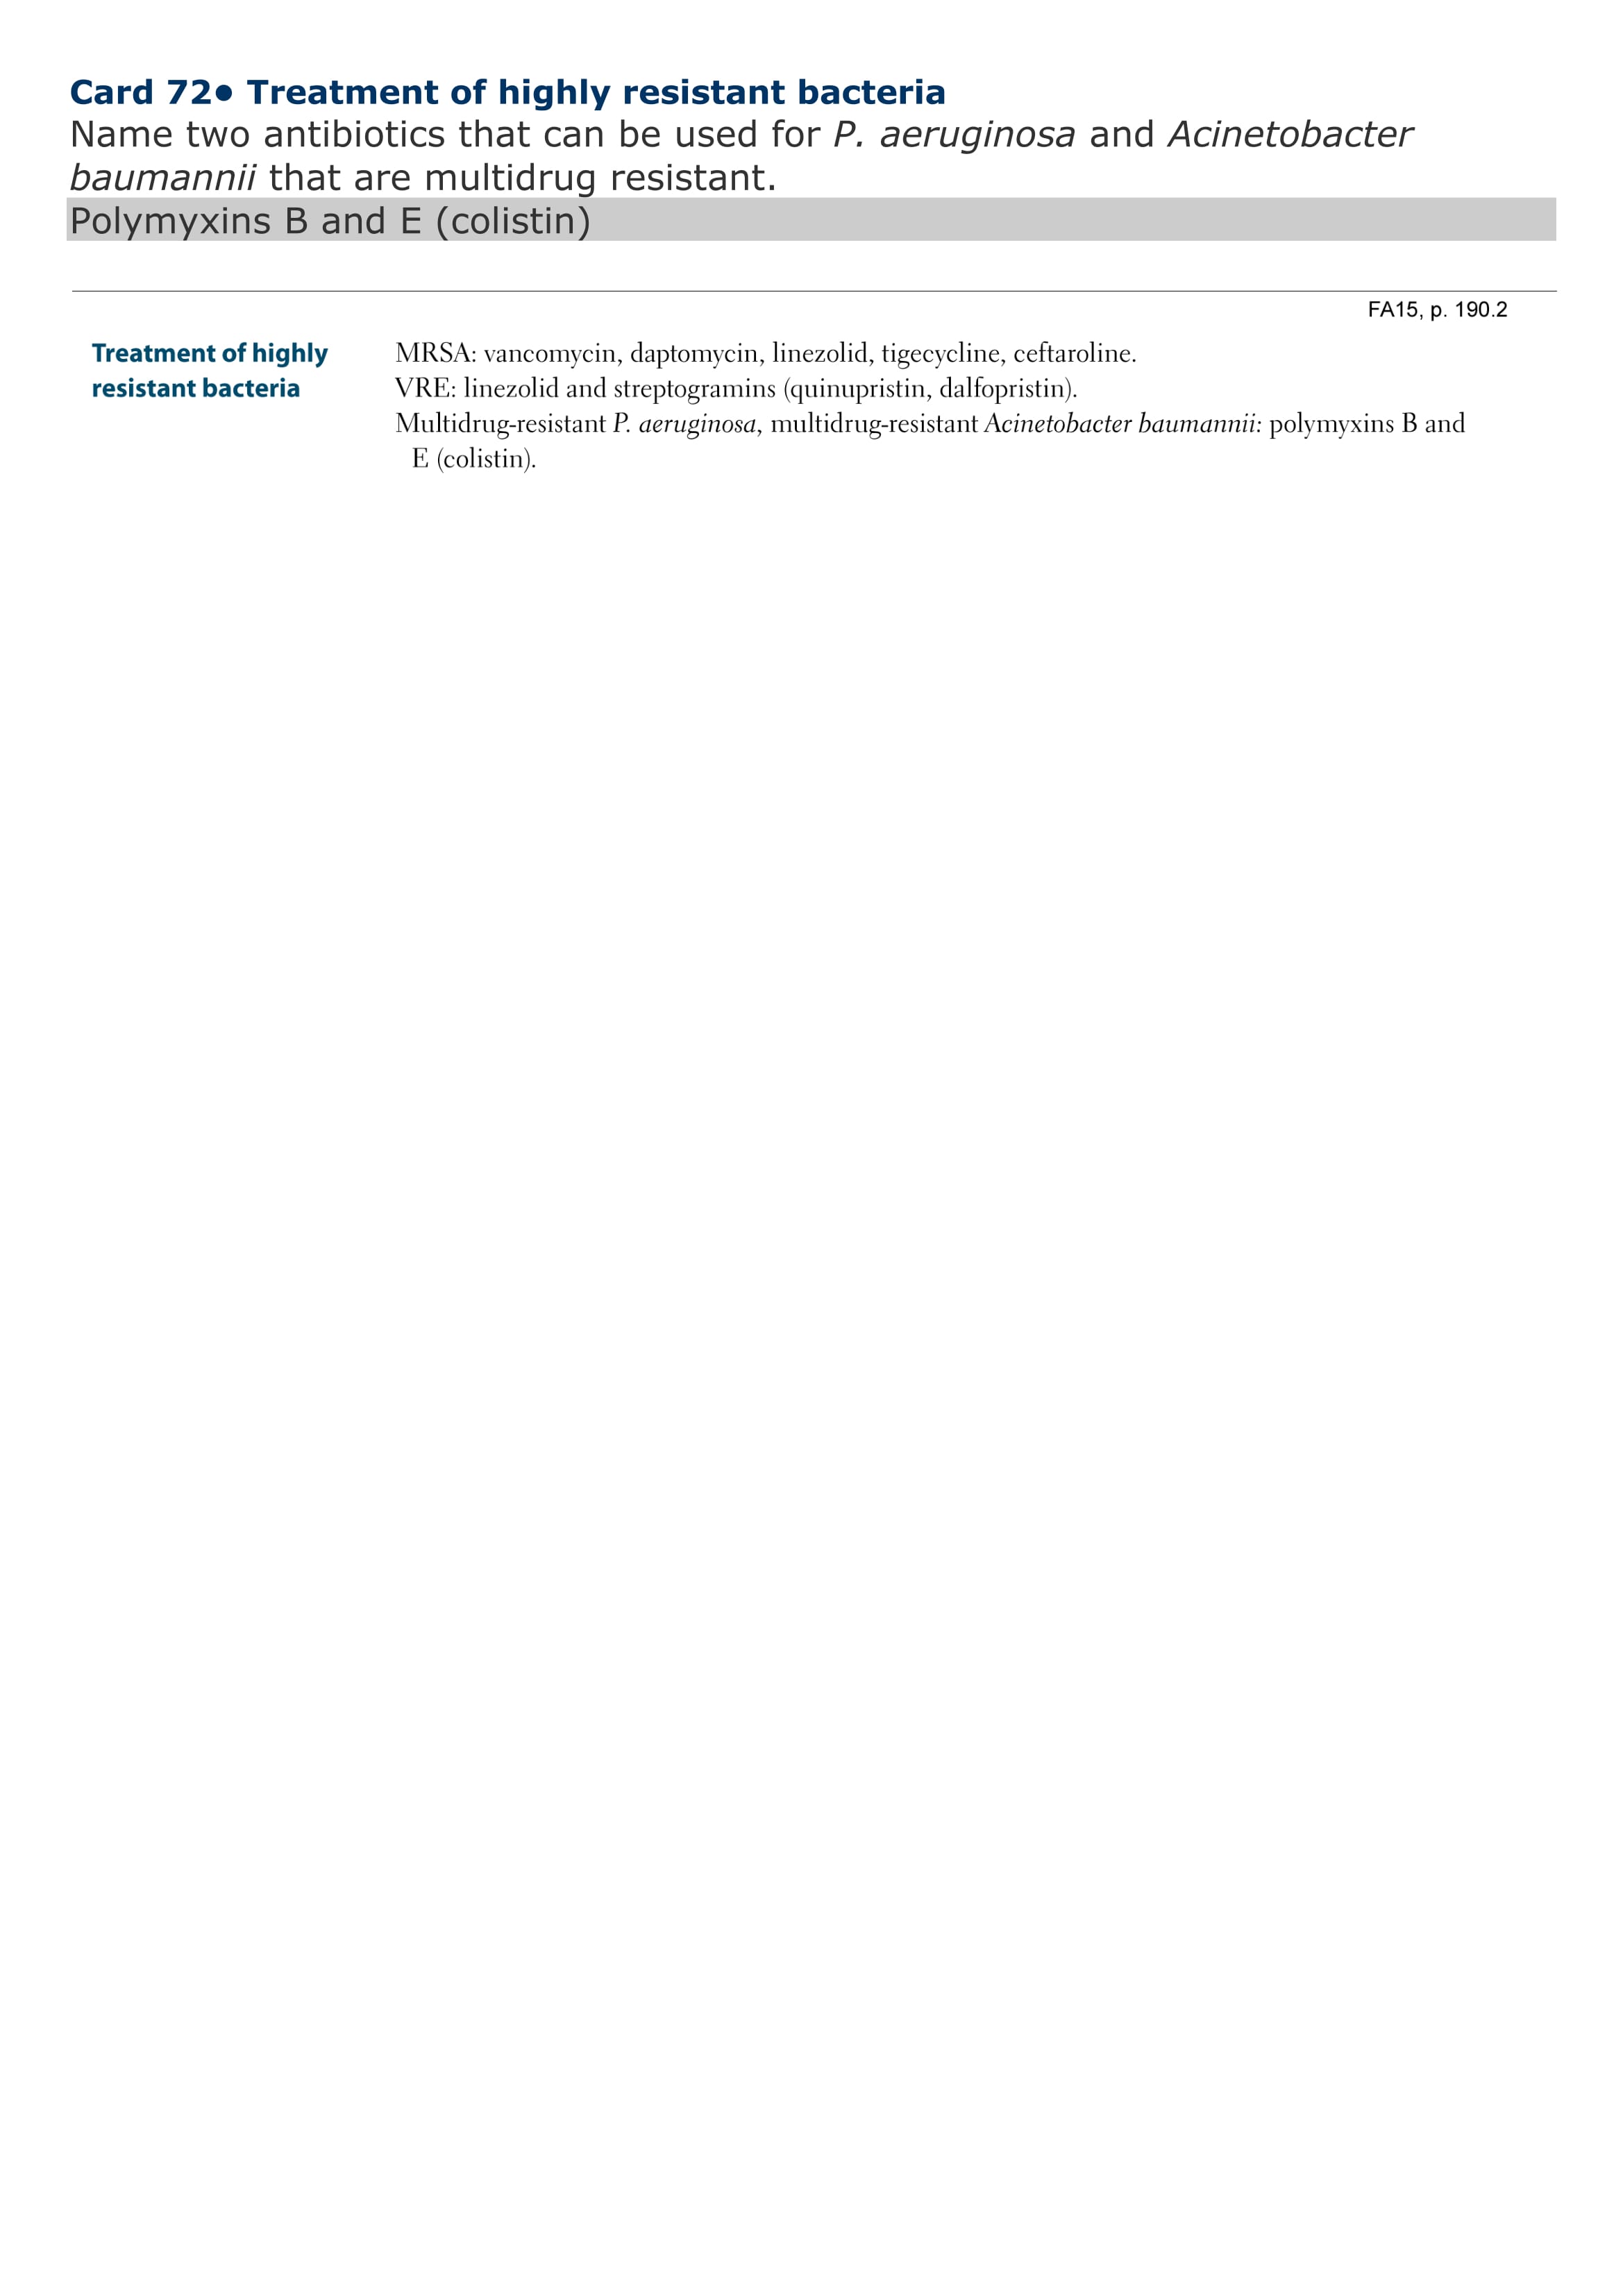 Card 72• Treatment of highly resistant bacteria
Name two antibiotics that can be used for P. aeruginosa and Acinetobacter
baumannii that are multidrug resistant.
Polymyxins B and E (colistin)
FA15, p. 190.2
Treatment of highly
resistant bacteria
MRSA: vancomycin, daptomycin, linezolid, tigecycline, ceftaroline.
VRE: linezolid and streptogramins (quinupristin, dalfopristin).
Multidrug-resistant P. aeruginosa, multidrug-resistant Acinetobacter baumannii: polymyxins B and
E (colistin).